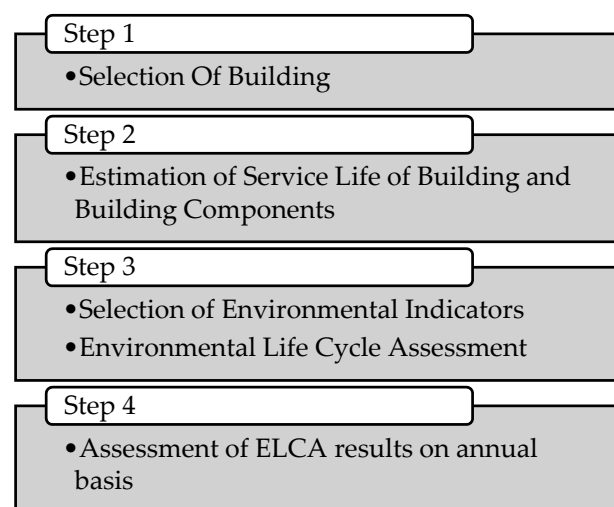 Step 1
•Selection Of Building
Step 2
•Estimation of Service Life of Building and
Building Components
Step 3
•Selection of Environmental Indicators
•Environmental Life Cycle Assessment
Step 4
•Assessment of ELCA results on annual
basis